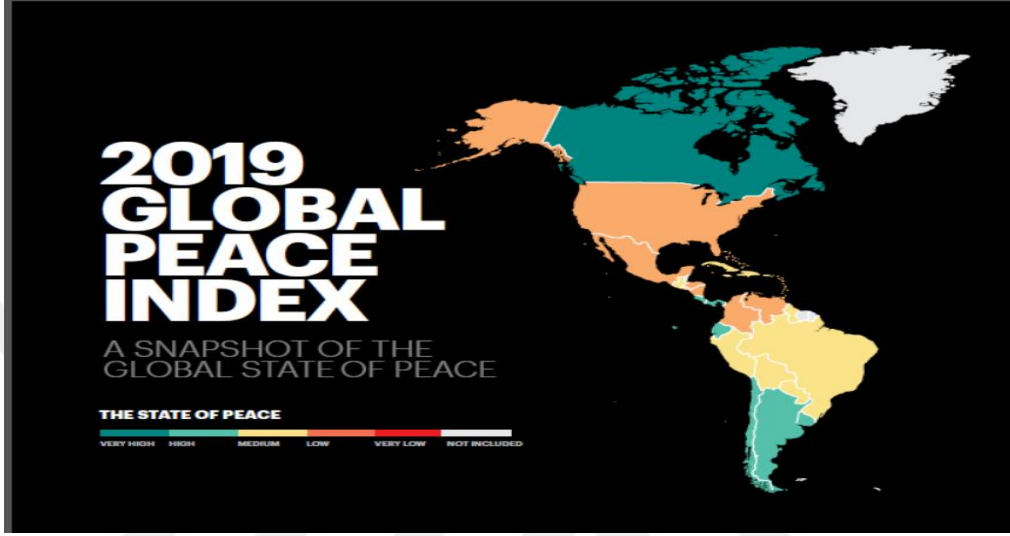 2019
GLOBAL
PEACE
INDEX
A SNAPSHOT OF THE
GLOBAL STATE OF PEACE
THE STATE OF PEACE
VERY HIGH HIGH MEDIUM LOW VERY LOW NOT INCLUDED